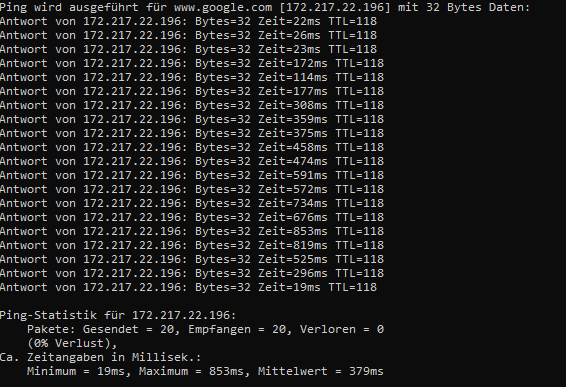 Ping wird ausgeführt für www.google.com [172.217.22.196] mit 32 Bytes Daten:
Antwort von 172.217.22.196: Bytes=32 Zeit=22ms TTL=118
Antwort von 172.217.22.196: Bytes=32 Zeit=26ms TTL=118
Antwort von 172.217.22.196: Bytes=32 Zeit=23ms TTL=118
Antwort von 172.217.22.196: Bytes=32 Zeit=172ms TTL=118
Antwort von 172.217.22.196: Bytes=32 Zeit=114ms TTL=118
Antwort von 172.217.22.196: Bytes=32 Zeit=177ms TTL=118
Antwort von 172.217.22.196: Bytes=32 Zeit=308ms TTL=118
Antwort von 172.217.22.196: Bytes=32 Zeit=359ms TTL=118
Antwort von 172.217.22.196: Bytes=32 Zeit=375ms TTL=118
Antwort von 172.217.22.196: Bytes=32 Zeit=458ms TTL=118
Antwort von 172.217.22.196: Bytes=32 Zeit=474ms TTL=118
Antwort von 172.217.22.196: Bytes=32 Zeit=591ms TTL=118
Antwort von 172.217.22.196: Bytes=32 Zeit=572ms TTL=118
Antwort von 172.217.22.196: Bytes=32 Zeit=734ms TTL=118
Antwort von 172.217.22.196: Bytes=32 Zeit=676ms TTL=118
Antwort von 172.217.22.196: Bytes=32 Zeit=853ms TTL=118
Antwort von 172.217.22.196: Bytes=32 Zeit=819ms TTL=118
Antwort von 172.217.22.196: Bytes=32 Zeit=525ms TTL=118
Antwort von 172.217.22.196: Bytes=32 Zeit=296ms TTL=118
Antwort von 172.217.22.196: Bytes=32 Zeit=19ms TTL=118
Ping-Statistik für 172.217.22.196:
Pakete: Gesendet = 20, Empfangen = 20, Verloren = 0
(0% Verlust),
Ca. Zeitangaben in Millisek.:
Minimum = 19ms, Maximum = 853ms, Mittelwert = 379ms